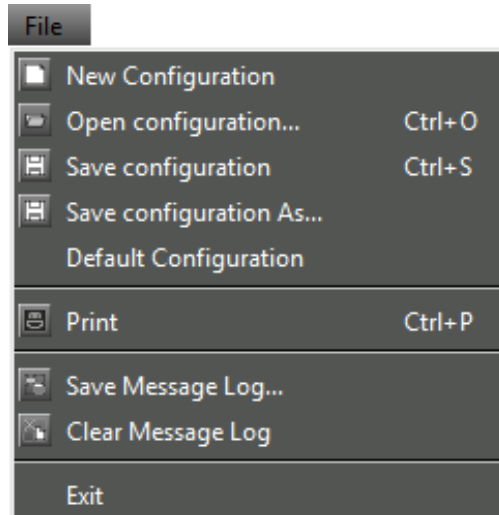 File
New Configuration
Open configuration... Ctrl+O
Save configuration Ctrl+S
Save configuration As...
Default Configuration
Print Ctrl+P
Save Message Log...
Clear Message Log
Exit